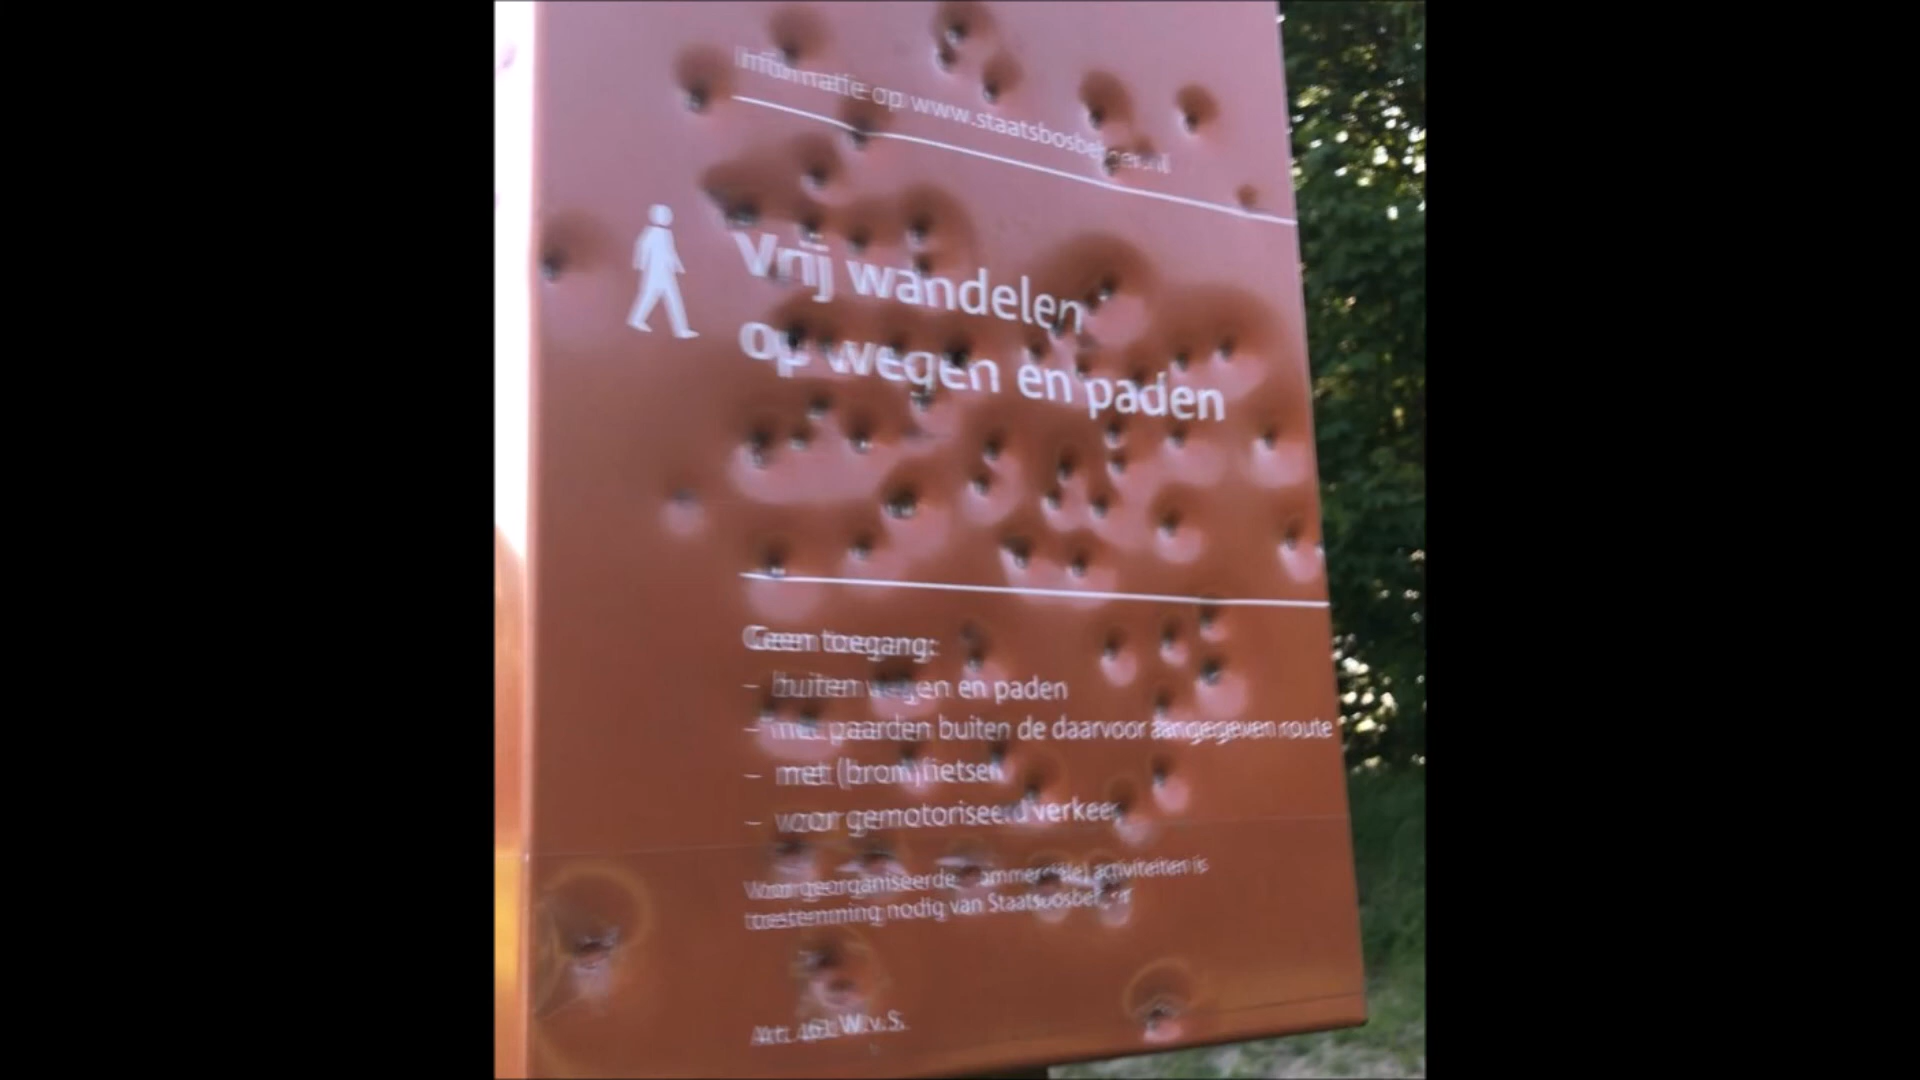 Informatie op www.staatsbosbeheer.nl
Vrij wandelen
op wegen en paden
Geen toegang:
– buiten wegen en paden
– met paarden buiten de daarvoor aangegeven route
– met (brom)fietsen
– voor gemotoriseerd verkeer
Voor georganiseerde (commerciële) activiteiten is
toestemming nodig van Staatsbosbeheer
Art. 461 W.v.S.